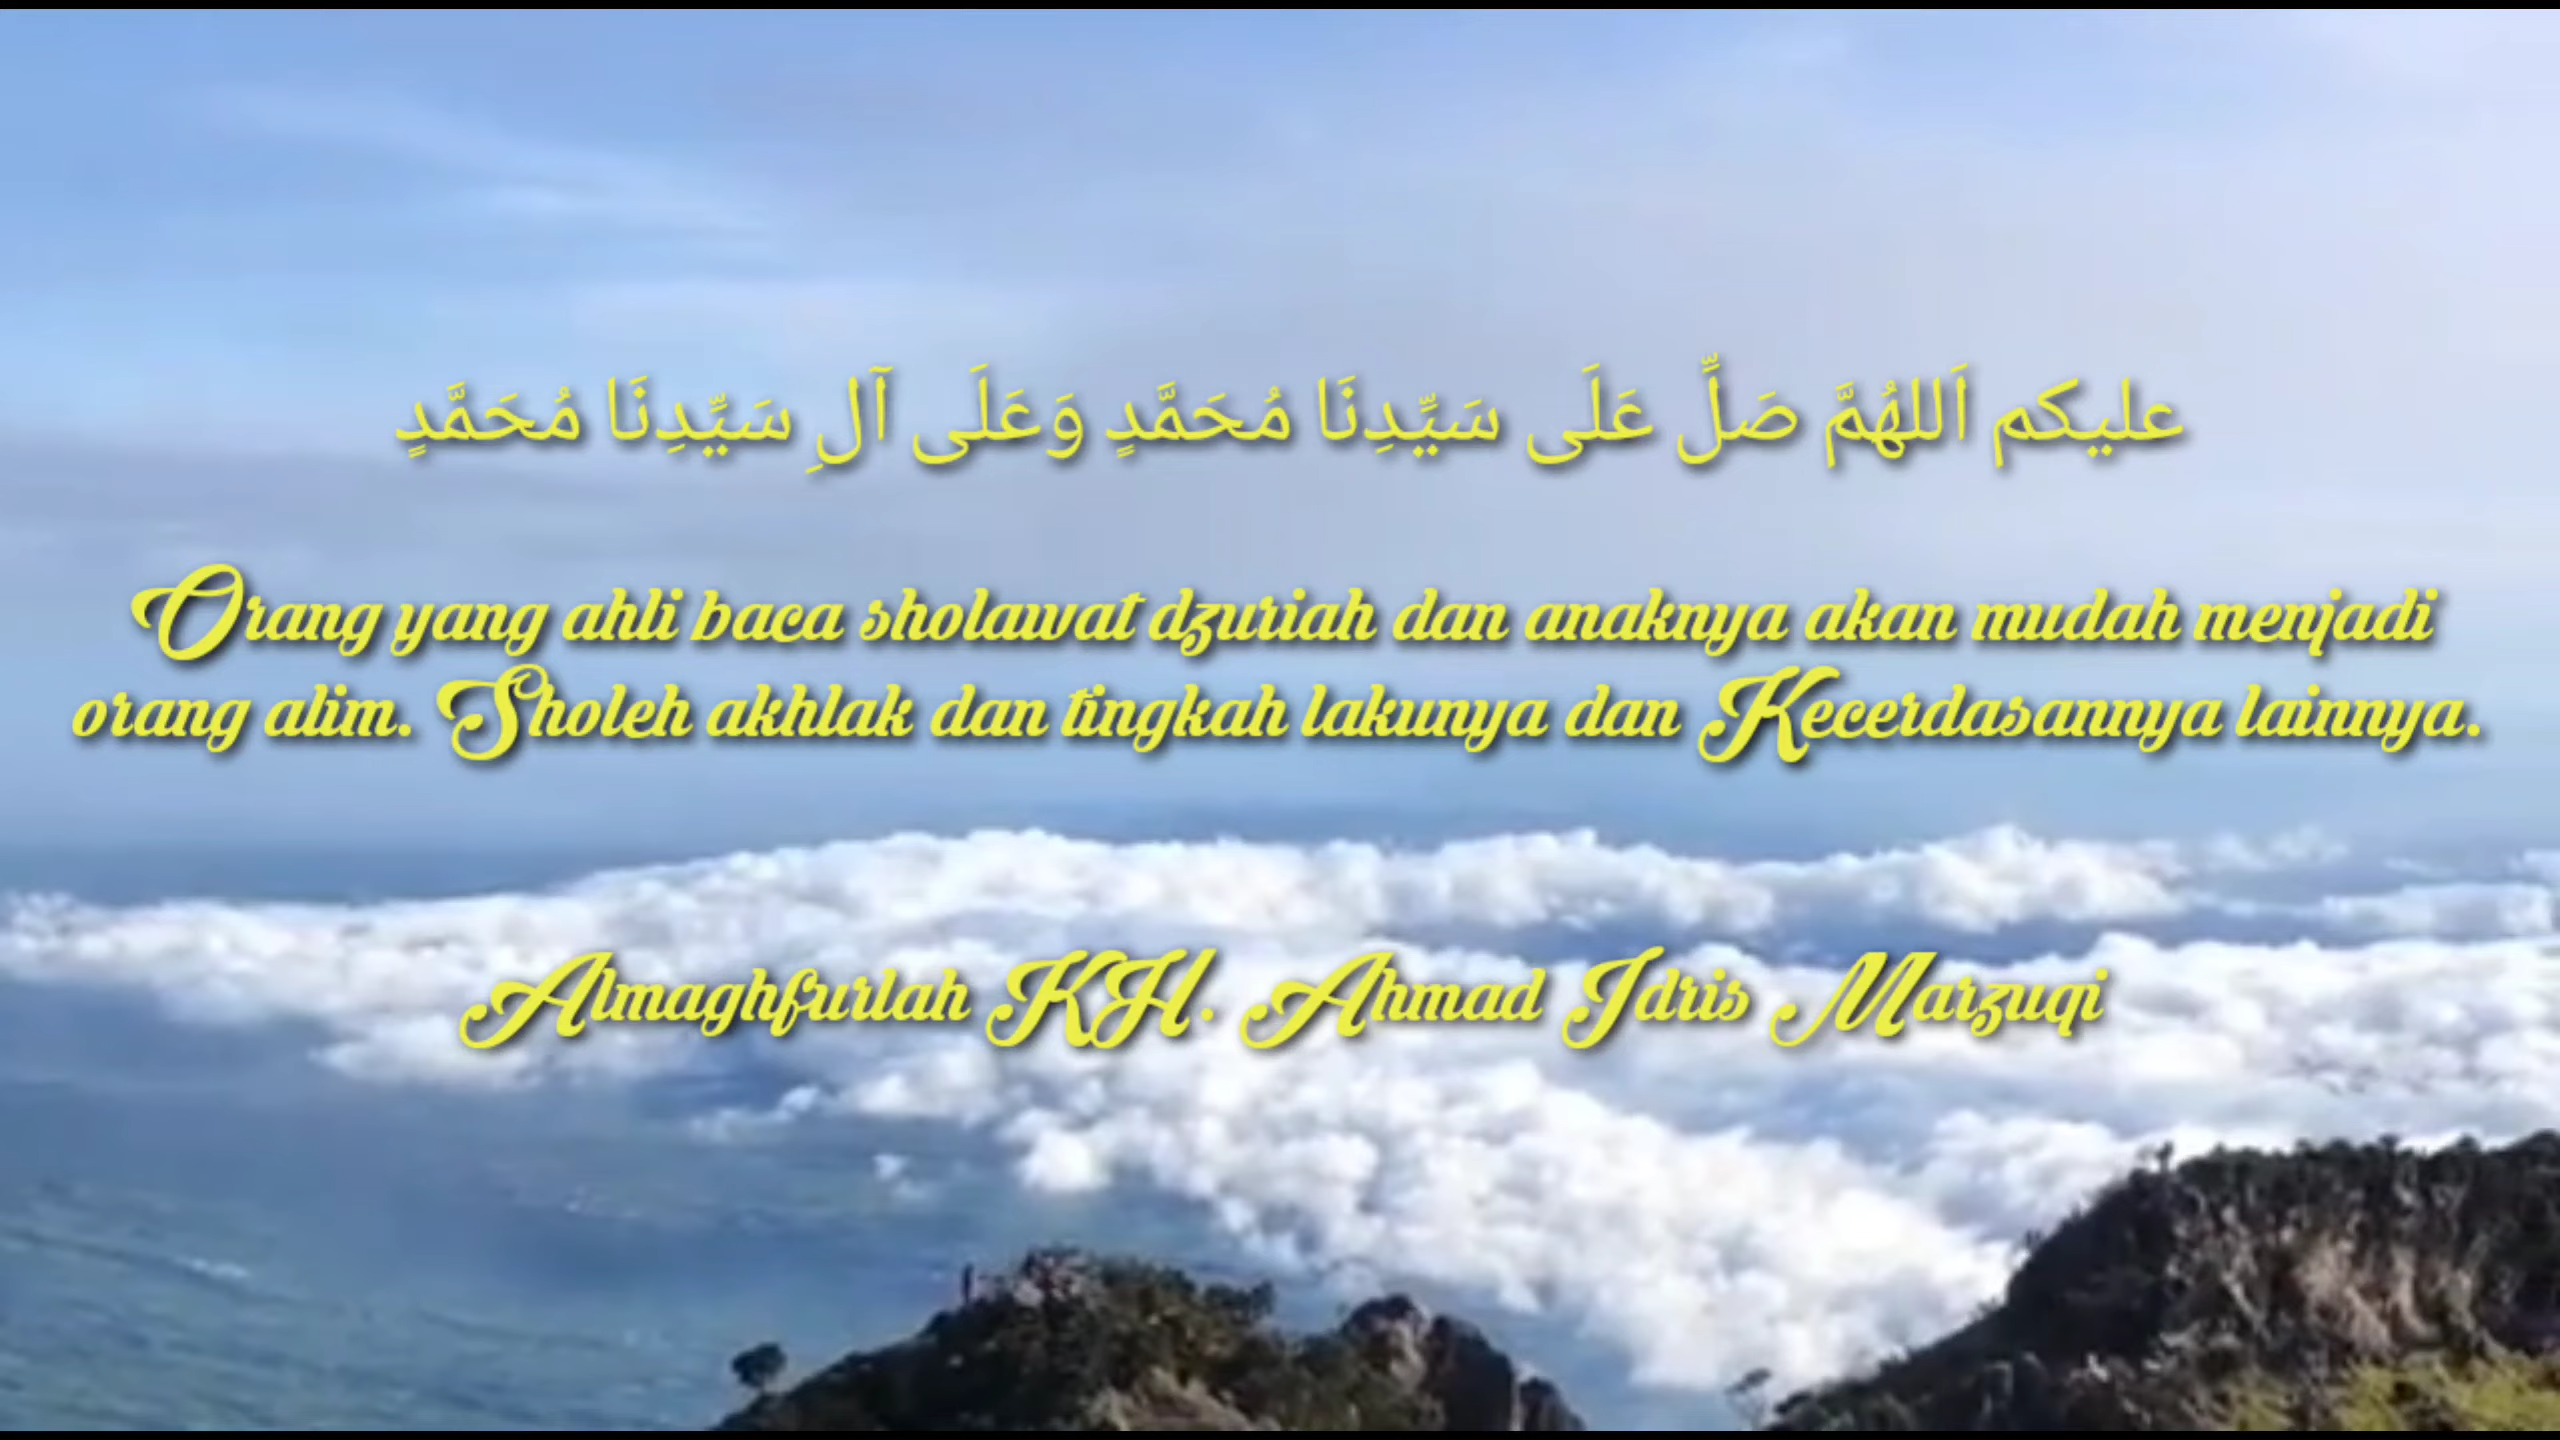 عليكم اَللهُمَّ صَلِّ عَلَى سَيِّدِنَا مُحَمَّدٍ وَعَلَى آلِ سَيِّدِنَا مُحَمَّدٍ
Orang yang ahli baca sholawat dzuriah dan anaknya akan mudah menjadi
orang alim. Sholeh akhlak dan tingkah lakunya dan Kecerdasannya lainnya.
Almaghfurlah KH. Ahmad Idris Marzuqi